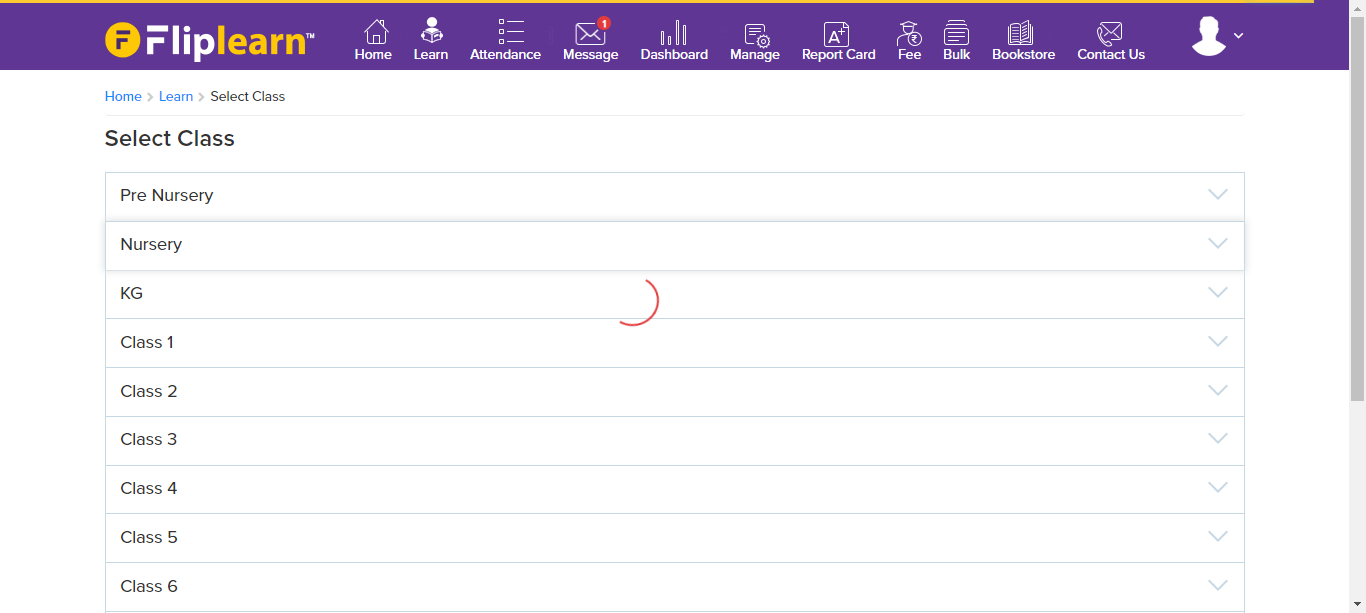 Fliplearn™
1
Home Learn Attendance Message Dashboard Manage Report Card Fee Bulk Bookstore Contact Us
Home > Learn > Select Class
Select Class
Pre Nursery
Nursery
KG
Class 1
Class 2
Class 3
Class 4
Class 5
Class 6